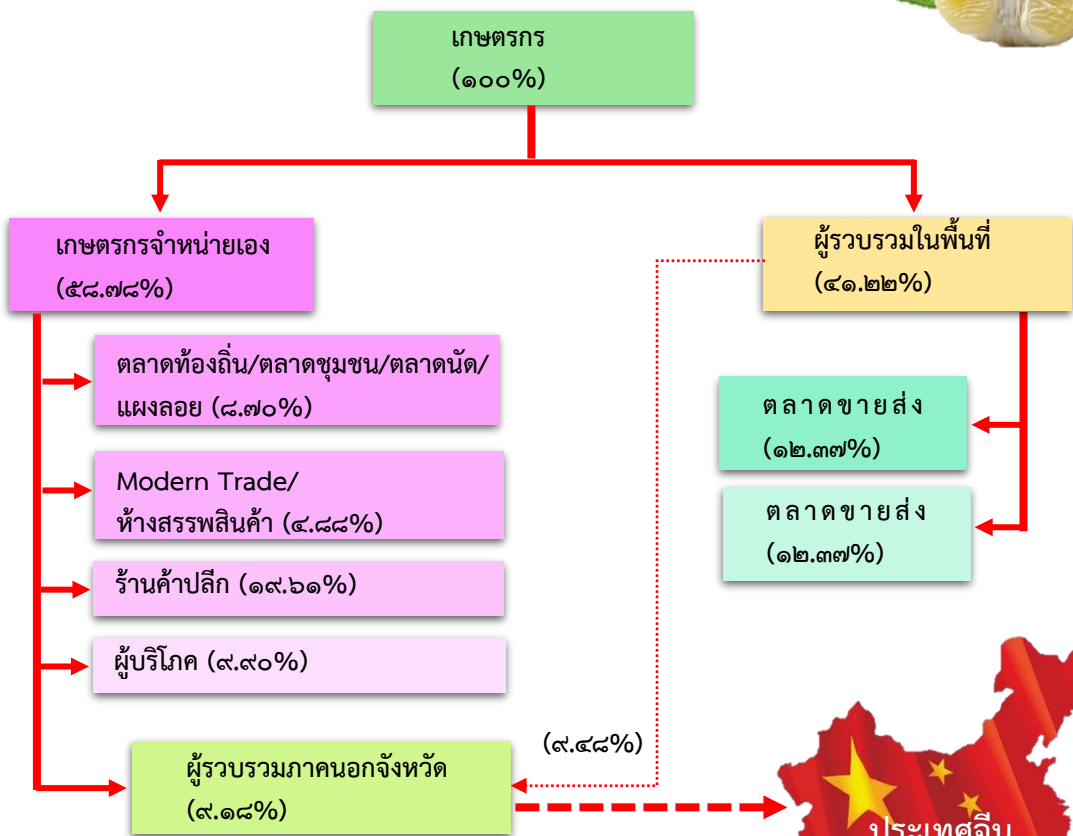 เกษตรกร
(๑๐๐%)
เกษตรกรจำหน่ายเอง
(๕๘.๗๘%)
ผู้รวบรวมในพื้นที่
(๔๑.๒๒%)
ตลาดท้องถิ่น/ตลาดชุมชน/ตลาดนัด/
แผงลอย (๘.๗๐%)
Modern Trade/
ห้างสรรพสินค้า (๔.๘๘%)
ร้านค้าปลีก (๑๙.๖๑%)
ผู้บริโภค (๙.๙๐%)
ตลาดขายส่ง
(๑๒.๓๗%)
ตลาดขายส่ง
(๑๒.๓๗%)
ผู้รวบรวมภาคนอกจังหวัด
(๙.๑๘%)
(๙.๔๘%)
ประเทศจีน